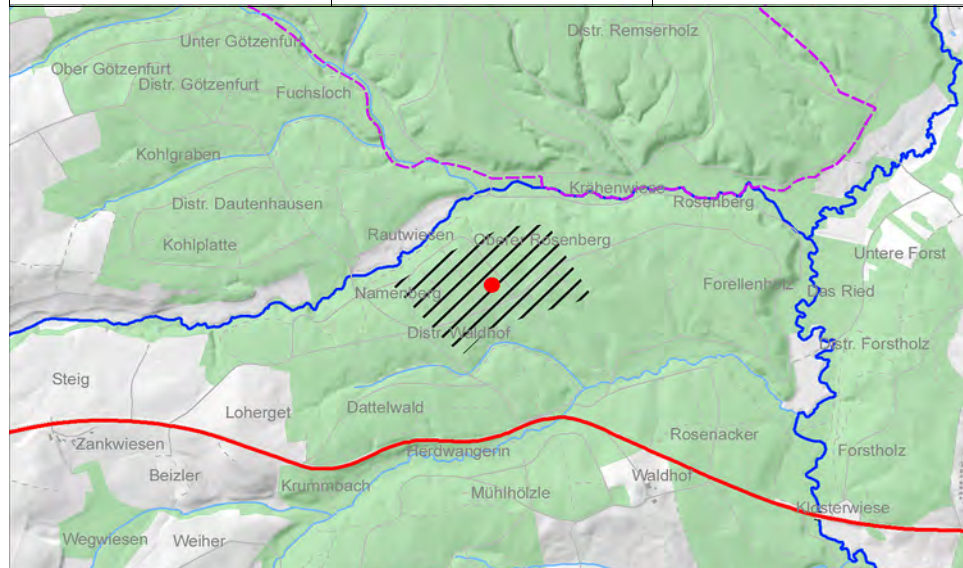 Distr. Remserholz
Unter Götzenfurt
Ober Götzenfurt
Distr. Götzenfurt
Fuchsloch
Kohlgraben
Krähenwiese
Distr. Dautenhausen
Rosenberg
Rautwiesen
Oberer Rosenberg
Kohlplatte
Untere Forst
Forellenholz
Das Ried
Namenberg
Distr. Waldhof
Distr. Forstholz
Steig
Dattelwald
Loherget
Rosenacker
Zankwiesen
Herdwangerin
Forstholz
Beizler
Waldhof
Krummbach
Mühlhölzle
Klosterwiese
Wegwiesen
Weiher